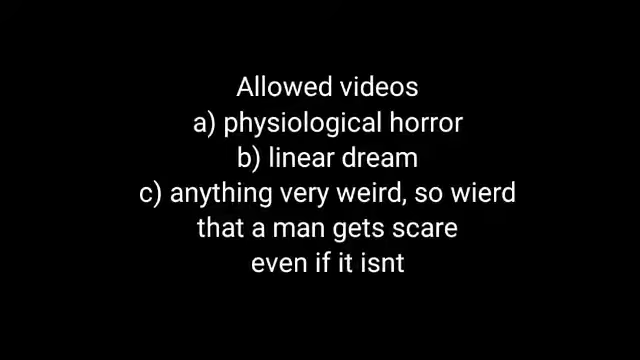 Allowed videos
a) physiological horror
b) linear dream
c) anything very weird, so wierd
that a man gets scare
even if it isnt